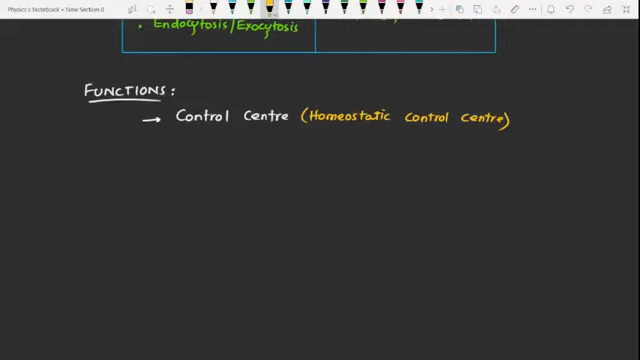 Physics's Notebook » New Section 8
• Endocytosis/Exocytosis
FUNCTIONS:
→ Control Centre (Homeostatic Control Centre)